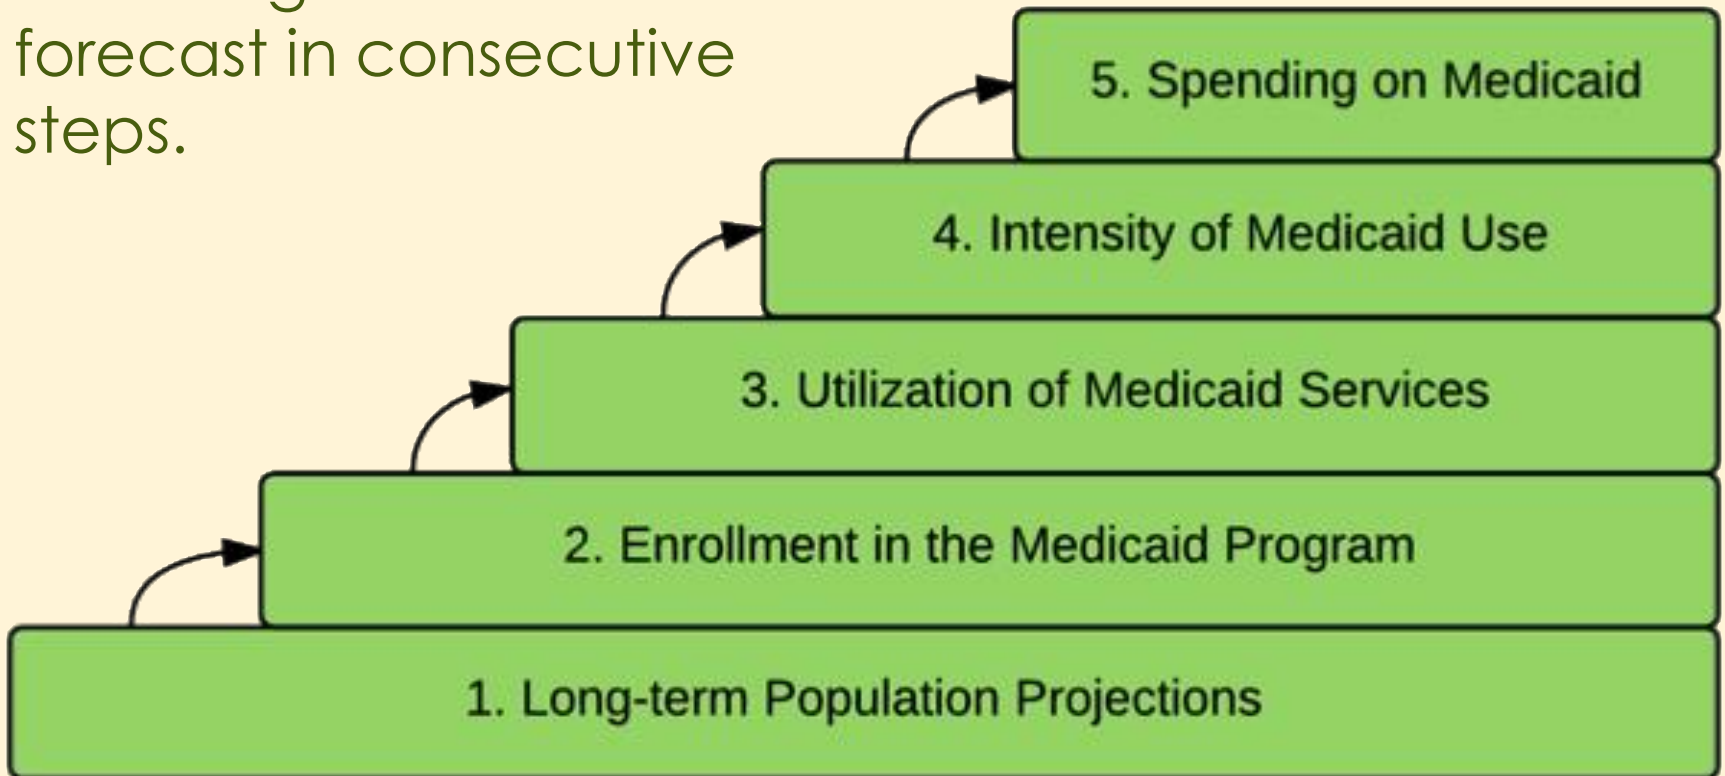 forecast in consecutive
steps.
5. Spending on Medicaid
4. Intensity of Medicaid Use
3. Utilization of Medicaid Services
2. Enrollment in the Medicaid Program
1. Long-term Population Projections